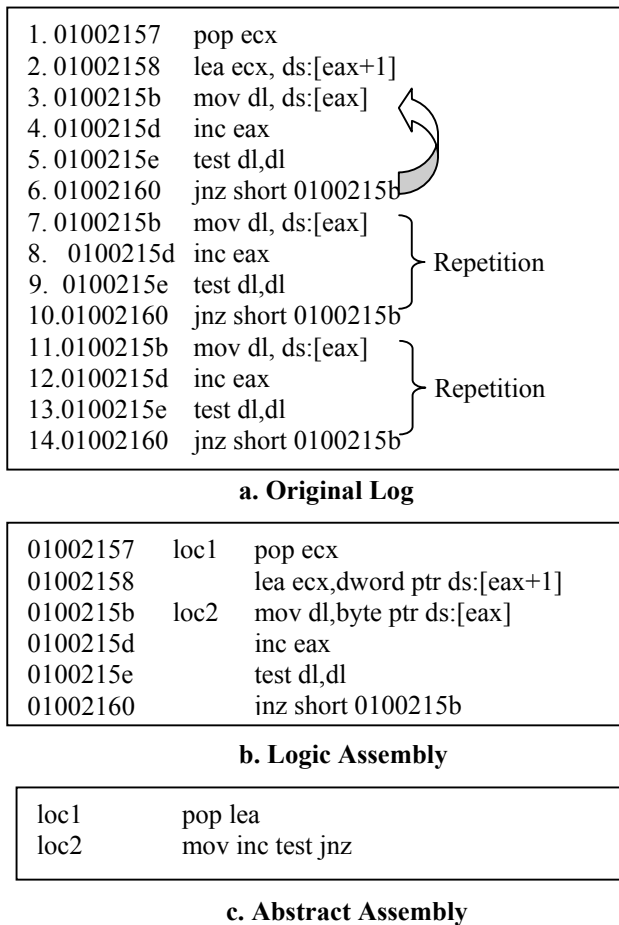 1. 01002157 pop ecx
2. 01002158 lea ecx, ds:[eax+1]
3. 0100215b mov dl, ds:[eax]
4. 0100215d inc eax
5. 0100215e test dl,dl
6. 01002160 jnz short 0100215b
7. 0100215b mov dl, ds:[eax]
8. 0100215d inc eax
Repetition
9. 0100215e test dl,dl
10.01002160 jnz short 0100215b
11.0100215b mov dl, ds:[eax]
12.0100215d inc eax
Repetition
13.0100215e test dl,dl
14.01002160 jnz short 0100215b
a. Original Log
01002157 loc1 pop ecx
01002158 lea ecx,dword ptr ds:[eax+1]
0100215b loc2 mov dl,byte ptr ds:[eax]
0100215d inc eax
0100215e test dl,dl
01002160 jnz short 0100215b
b. Logic Assembly
loc1 pop lea
loc2 mov inc test jnz
c. Abstract Assembly